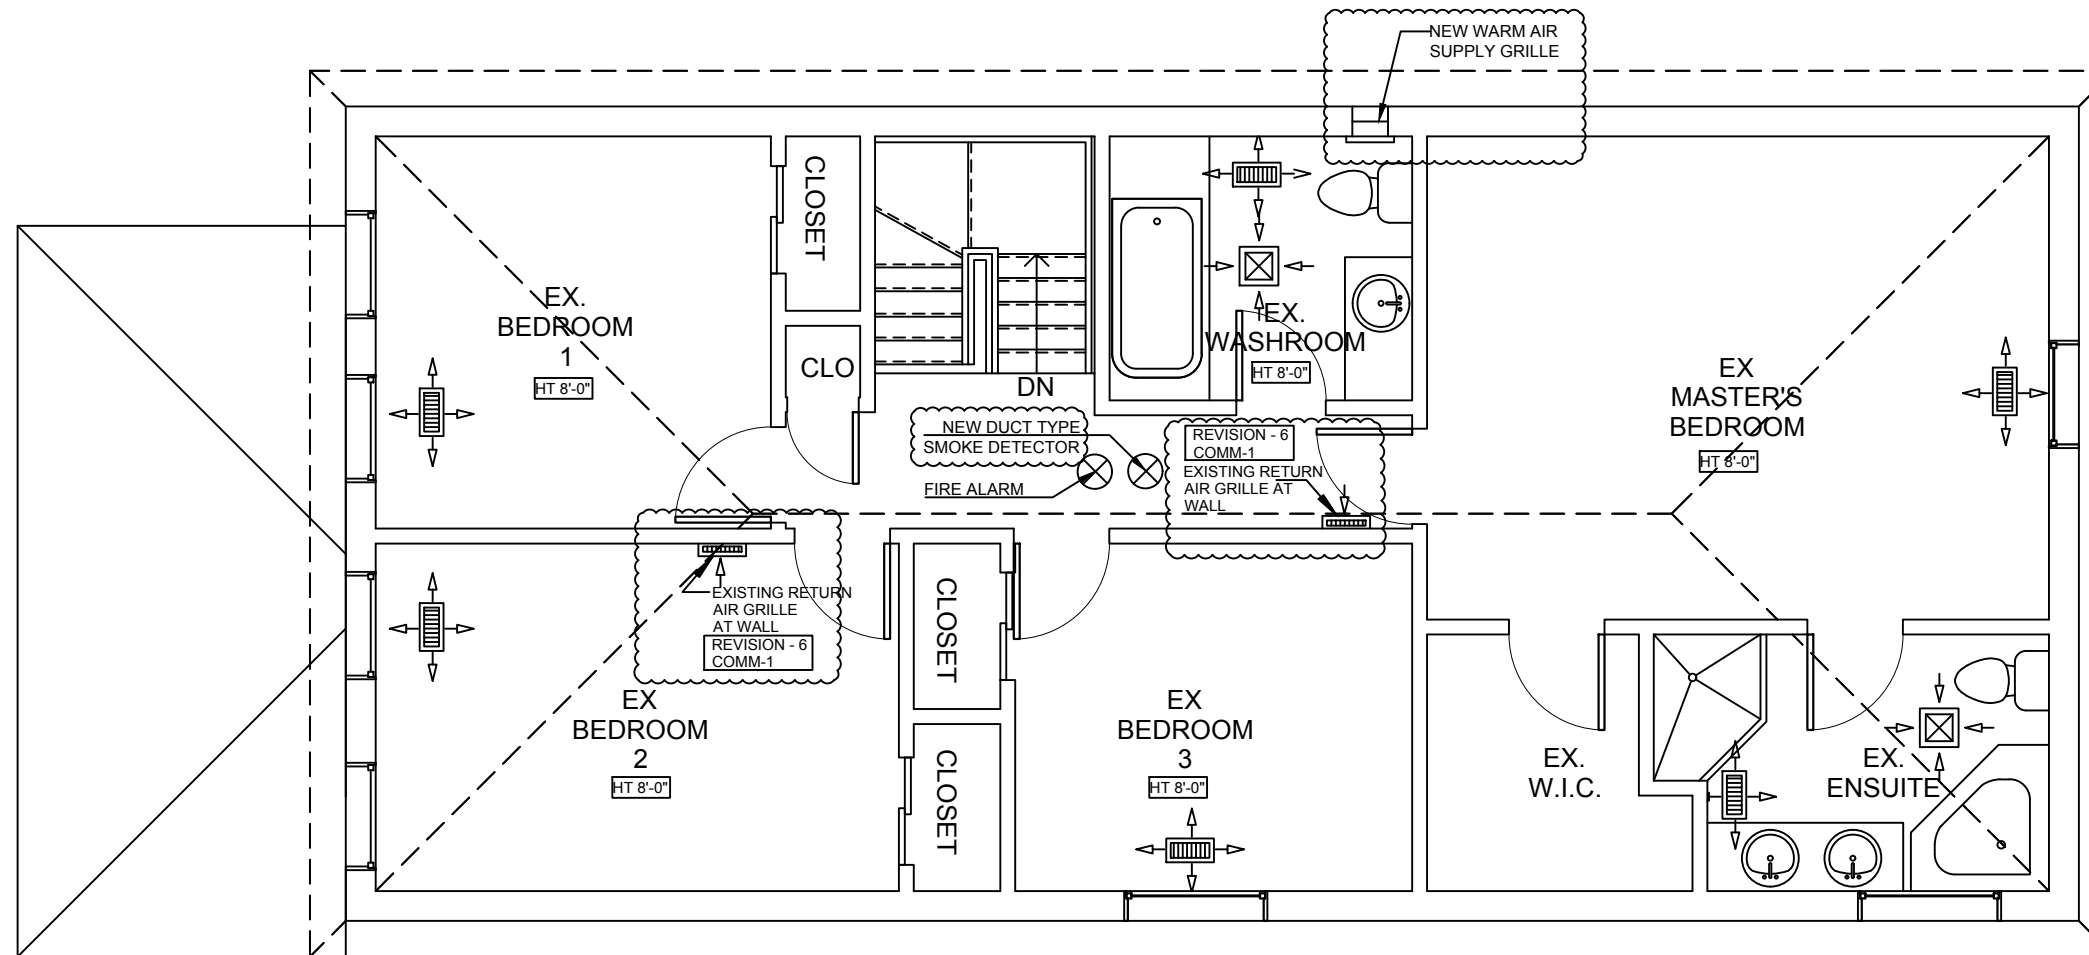 NEW WARM AIR
SUPPLY GRILLE
CLOSET
EX.
BEDROOM
1
HT 8'-0"
CLO
DN
EX.
WASHROOM
HT 8'-0"
EX
MASTER'S
BEDROOM
HT 8'-0"
NEW DUCT TYPE
SMOKE DETECTOR
FIRE ALARM
REVISION - 6
COMM-1
EXISTING RETURN
AIR GRILLE AT
WALL
EXISTING RETURN
AIR GRILLE
AT WALL
REVISION - 6
COMM-1
CLOSET
EX
BEDROOM
2
HT 8'-0"
CLOSET
EX
BEDROOM
3
HT 8'-0"
EX.
W.I.C.
EX.
ENSUITE